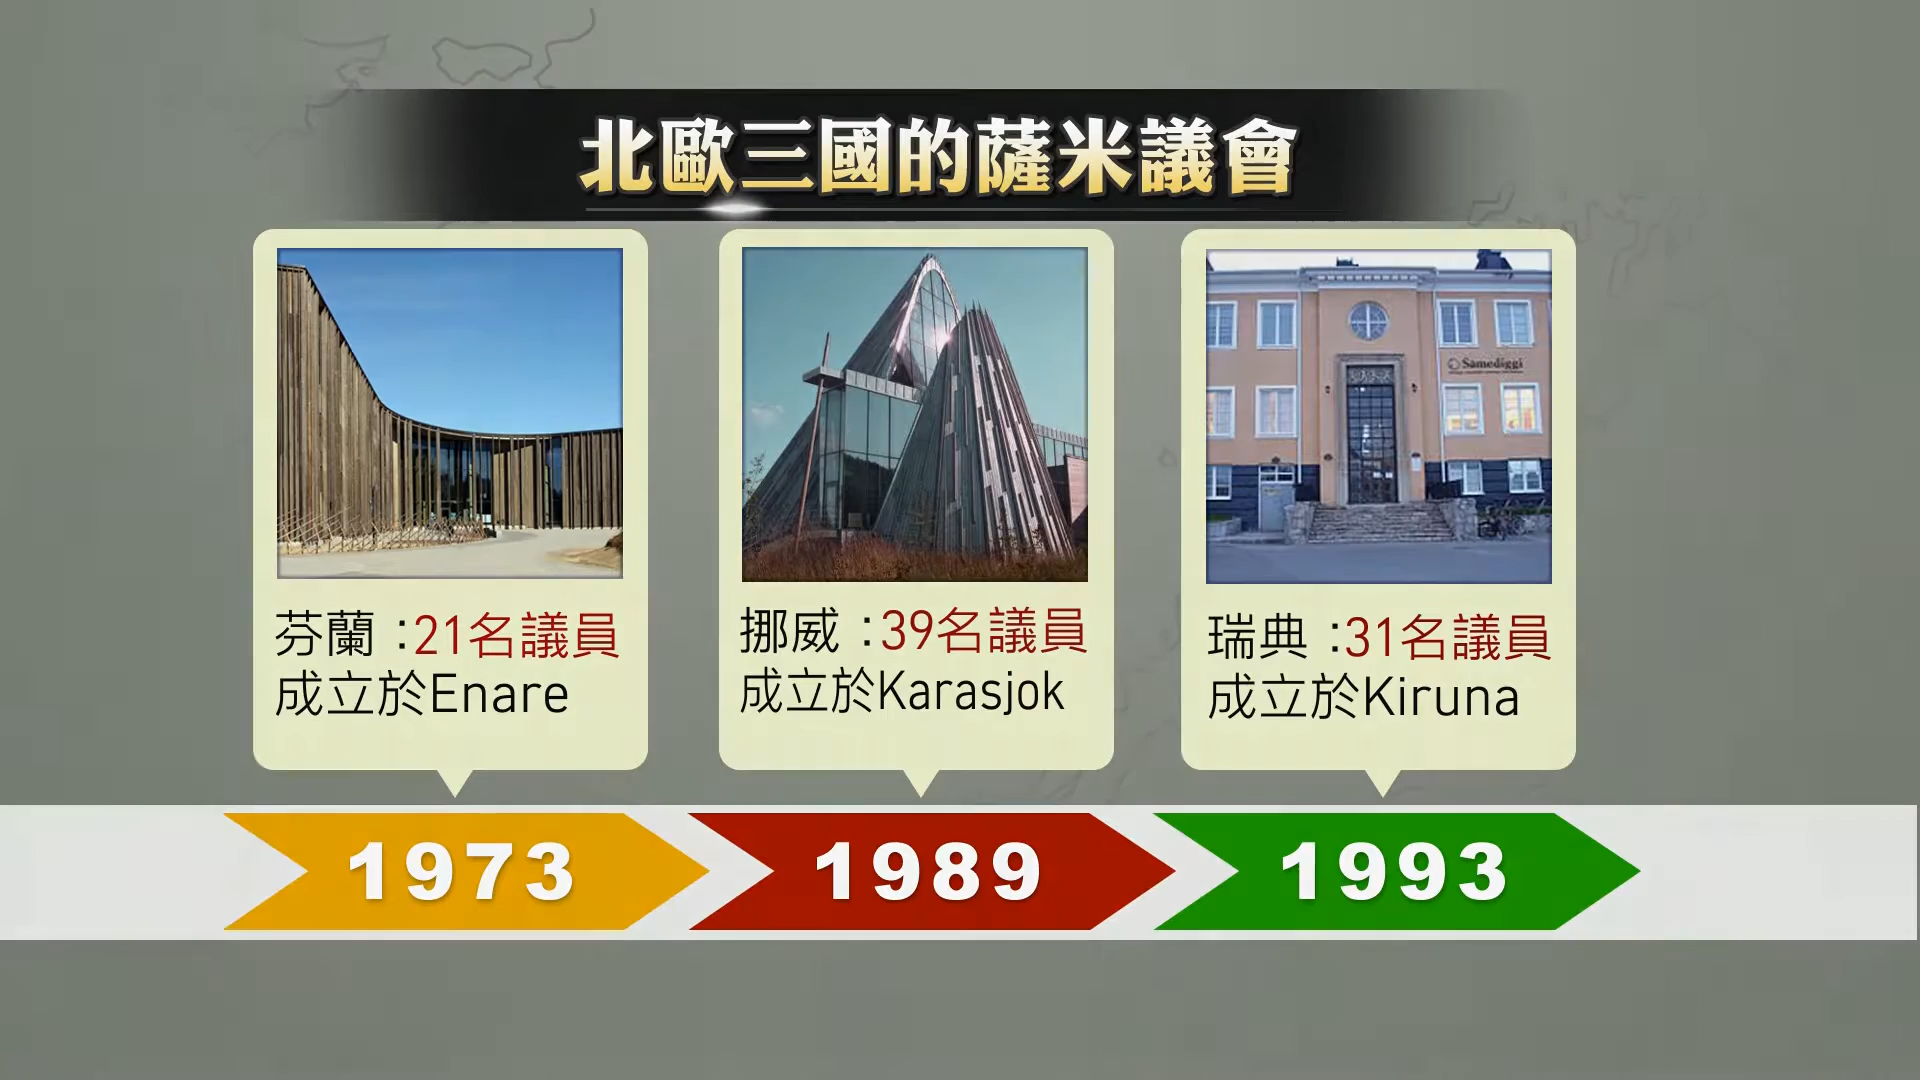 北歐三國的薩米議會
芬蘭：21名議員
成立於Enare
挪威：39名議員
成立於Karasjok
Samediggi
瑞典：31名議員
成立於Kiruna
1973
1989
1993